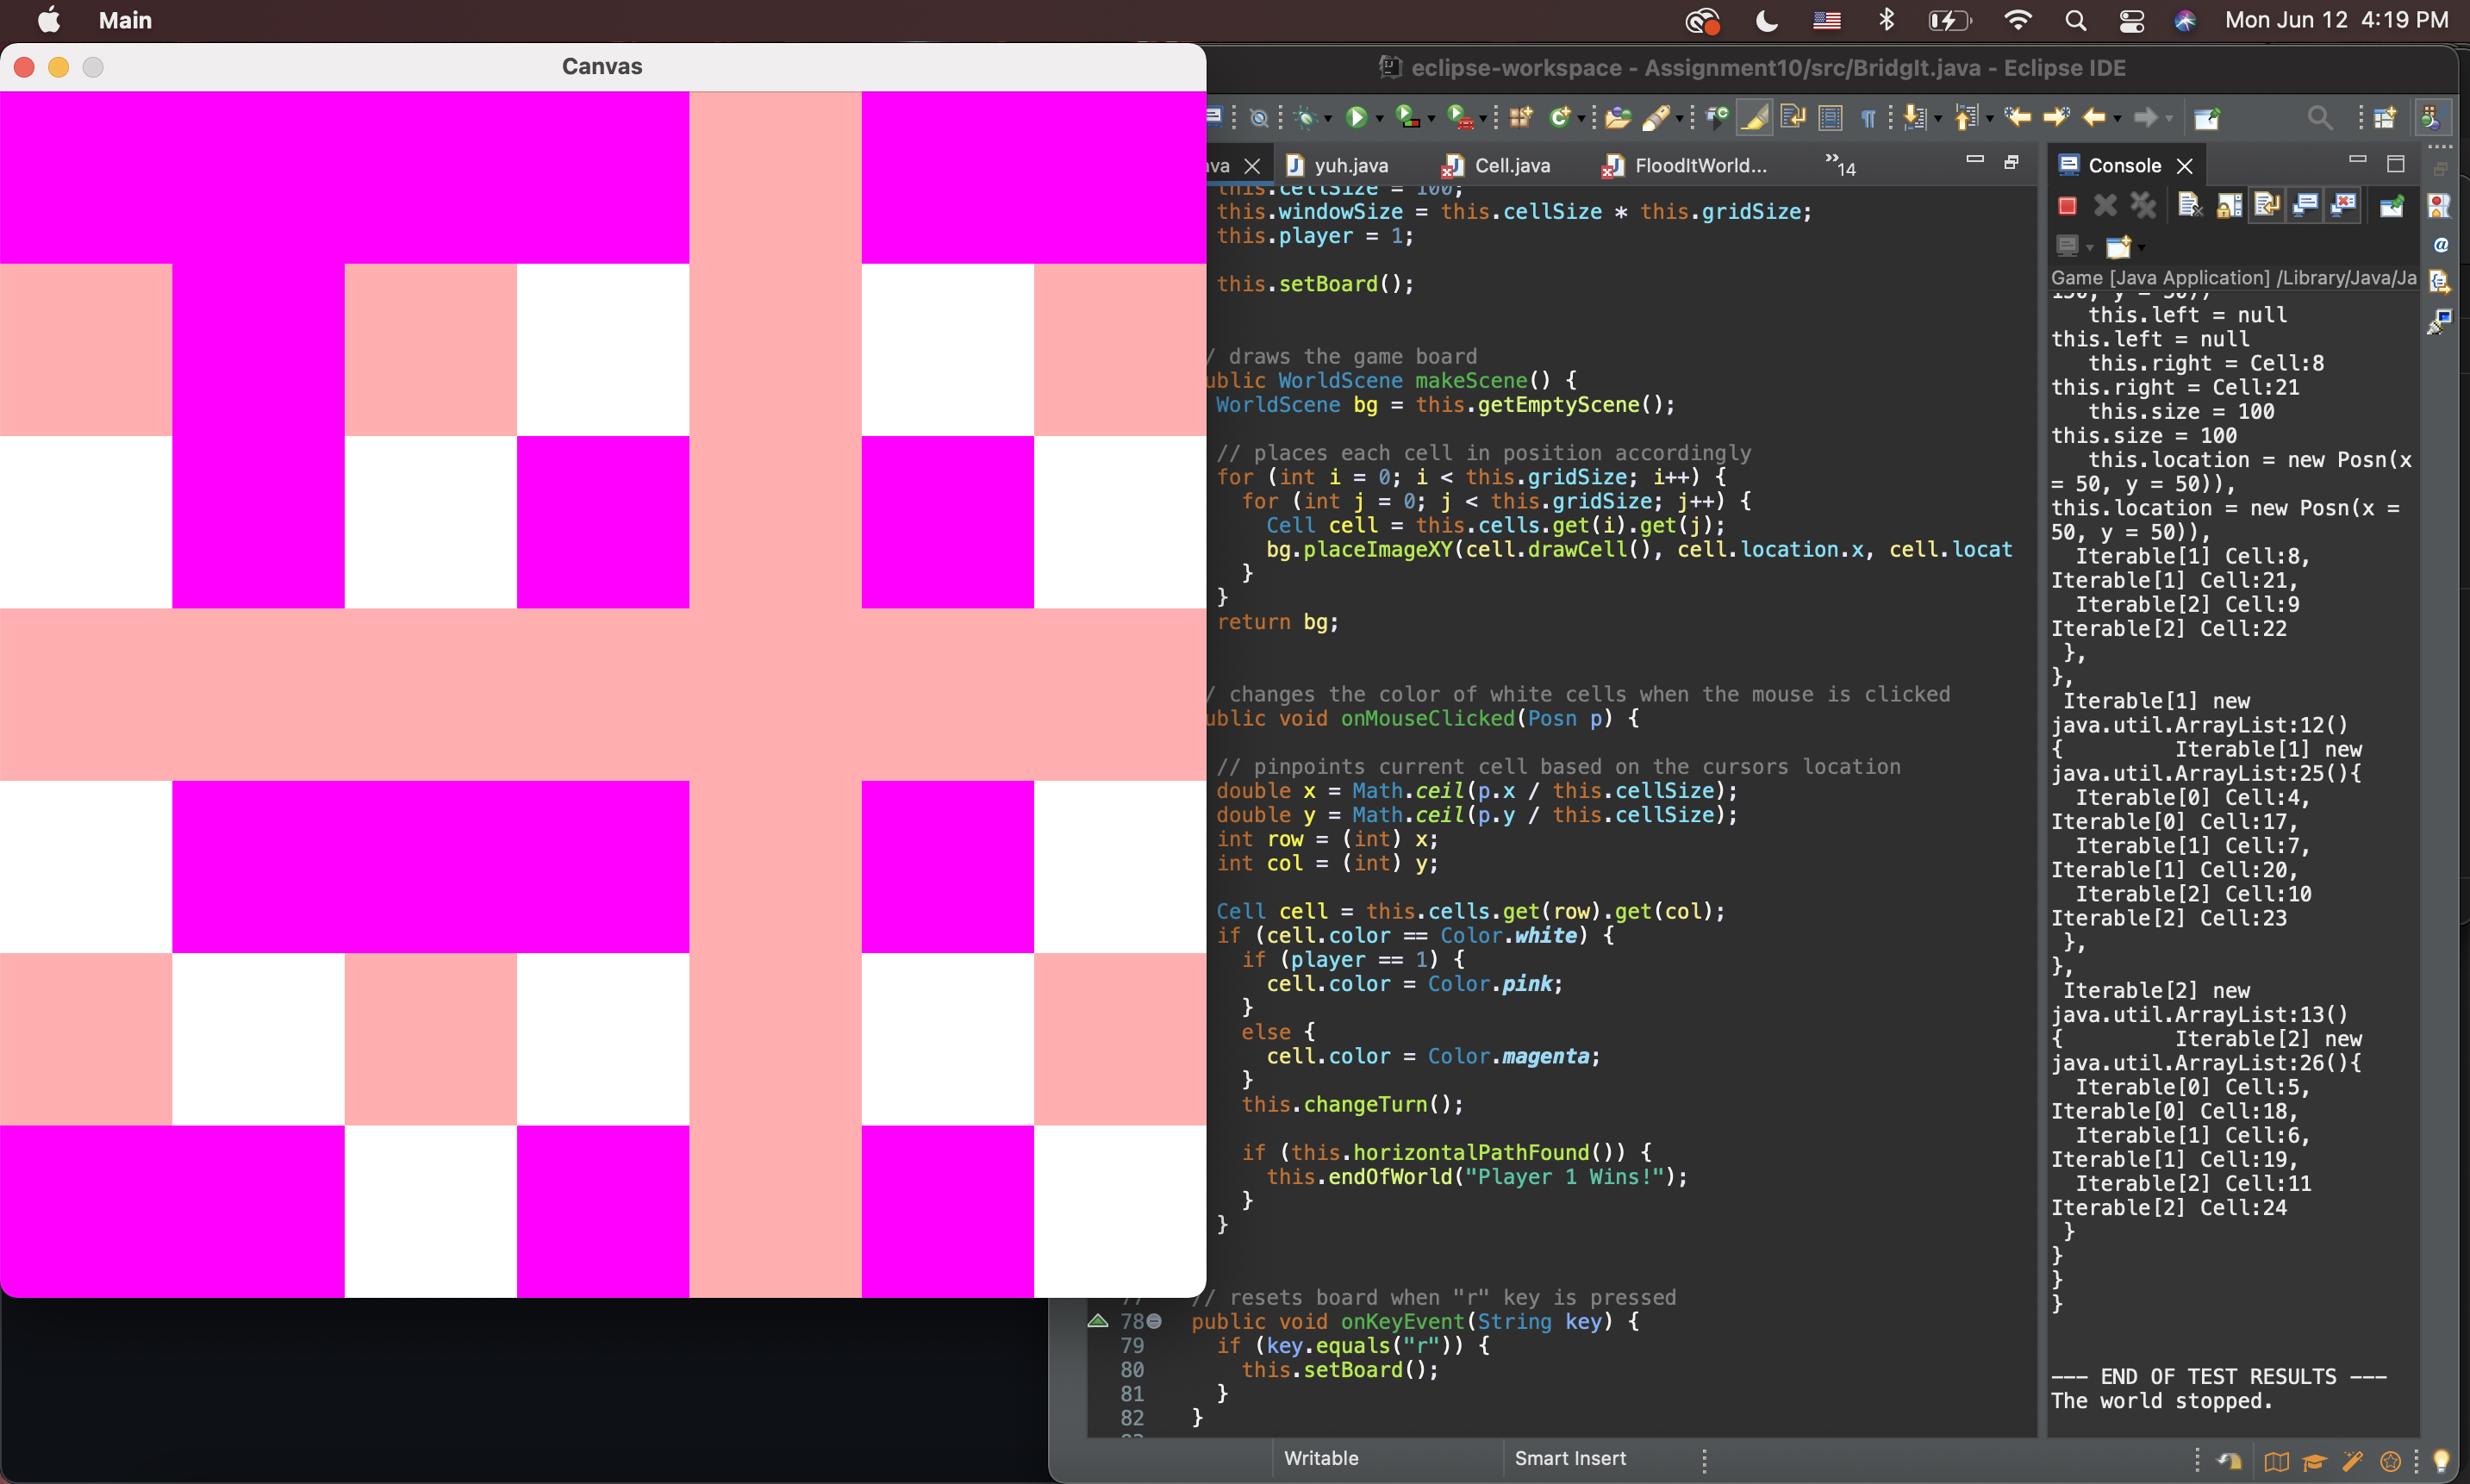 Main
Mon Jun 12 4:19 PM
Canvas
eclipse-workspace - Assignment10/src/BridgIt.java - Eclipse IDE
ava
yuh.java
Cell.java
FloodItWorld...
»14
this.cellSize = 100;
this.windowSize = this.cellSize * this.gridSize;
this.player = 1;
this.setBoard();
/ draws the game board
ublic WorldScene makeScene() {
WorldScene bg = this.getEmptyScene();
// places each cell in position accordingly
for (int i = 0; i < this.gridSize; i++) {
for (int j = 0; j < this.gridSize; j++) {
Cell cell = this.cells.get(i).get(j);
bg.placeImageXY(cell.drawCell(), cell.location.x, cell.locat
}
}
return bg;
/ changes the color of white cells when the mouse is clicked
ublic void onMouseClicked(Posn p) {
// pinpoints current cell based on the cursors location
double x = Math.ceil(p.x / this.cellSize);
double y = Math.ceil(p.y / this.cellSize);
int row = (int) x;
int col = (int) y;
Cell cell = this.cells.get(row).get(col);
if (cell.color == Color.white) {
if (player == 1) {
cell.color = Color.pink;
}
else {
cell.color = Color.magenta;
}
this.changeTurn();
if (this.horizontalPathFound()) {
this.endOfWorld("Player 1 Wins!");
}
}
77 // resets board when "r" key is pressed
78 public void onKeyEvent(String key) {
79 if (key.equals("r")) {
80 this.setBoard();
81 }
82 }
Writable
Smart Insert
Console
Game [Java Application] /Library/Java/Ja
150, y = 50))
this.left = null
this.left = null
this.right = Cell:8
this.right = Cell:21
this.size = 100
this.size = 100
this.location = new Posn(x
= 50, y = 50)),
this.location = new Posn(x =
50, y = 50)),
Iterable[1] Cell:8,
Iterable[1] Cell:21,
Iterable[2] Cell:9
Iterable[2] Cell:22
},
},
Iterable[1] new
java.util.ArrayList:12()
{ Iterable[1] new
java.util.ArrayList:25(){
Iterable[0] Cell:4,
Iterable[0] Cell:17,
Iterable[1] Cell:7,
Iterable[1] Cell:20,
Iterable[2] Cell:10
Iterable[2] Cell:23
},
},
Iterable[2] new
java.util.ArrayList:13()
{ Iterable[2] new
java.util.ArrayList:26(){
Iterable[0] Cell:5,
Iterable[0] Cell:18,
Iterable[1] Cell:6,
Iterable[1] Cell:19,
Iterable[2] Cell:11
Iterable[2] Cell:24
}
}
}
}
--- END OF TEST RESULTS ---
The world stopped.